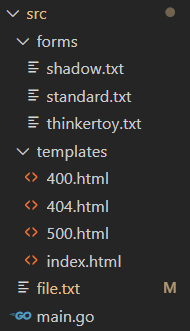 src
forms
shadow.txt
standard.txt
thinkertoy.txt
templates
<> 400.html
<> 404.html
<> 500.html
<> index.html
file.txt M
GO main.go